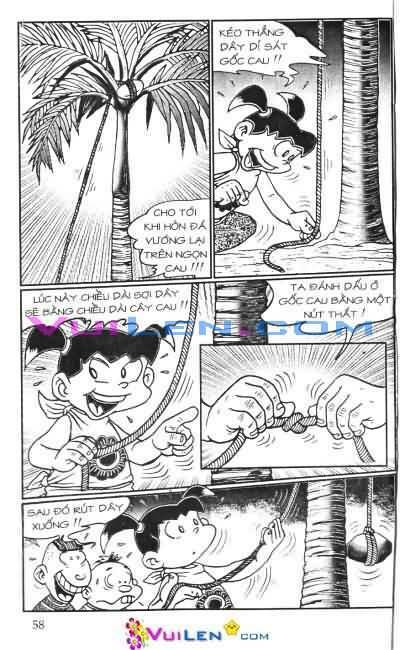 CHO TỚI
KHI HÒN ĐÁ
VƯỚNG LẠI
TRÊN NGỌN
CAU !!!
KÉO THẲNG
DÂY DÍ SÁT
GỐC CAU !!
LÚC NÀY CHIỀU DÀI SỢI DÂY
SẼ BẰNG CHIỀU DÀI CÂY CAU !
TA ĐÁNH DẤU Ở
GỐC CAU BẰNG MỘT
NÚT THẮT !
VUILEN.COM
SAU ĐÓ RÚT DÂY
XUỐNG !!
58
VUILEN.COM